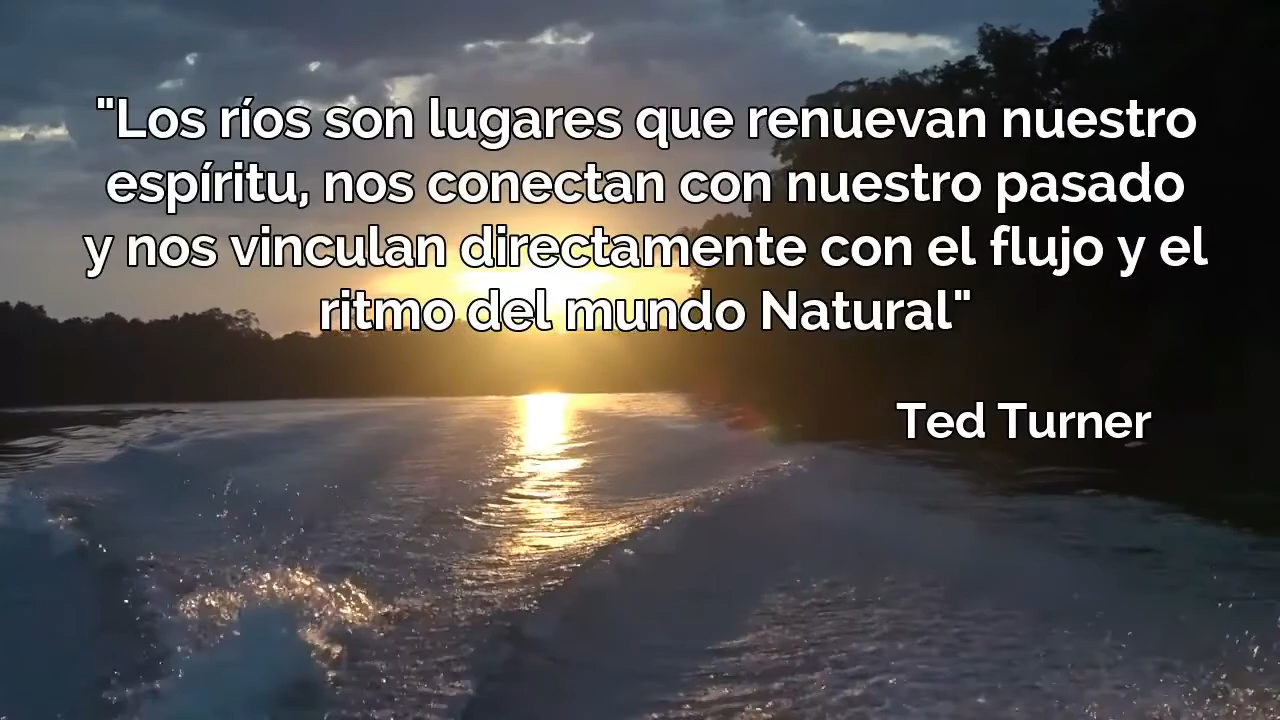 "Los ríos son lugares que renuevan nuestro
espíritu, nos conectan con nuestro pasado
y nos vinculan directamente con el flujo y el
ritmo del mundo Natural"
Ted Turner